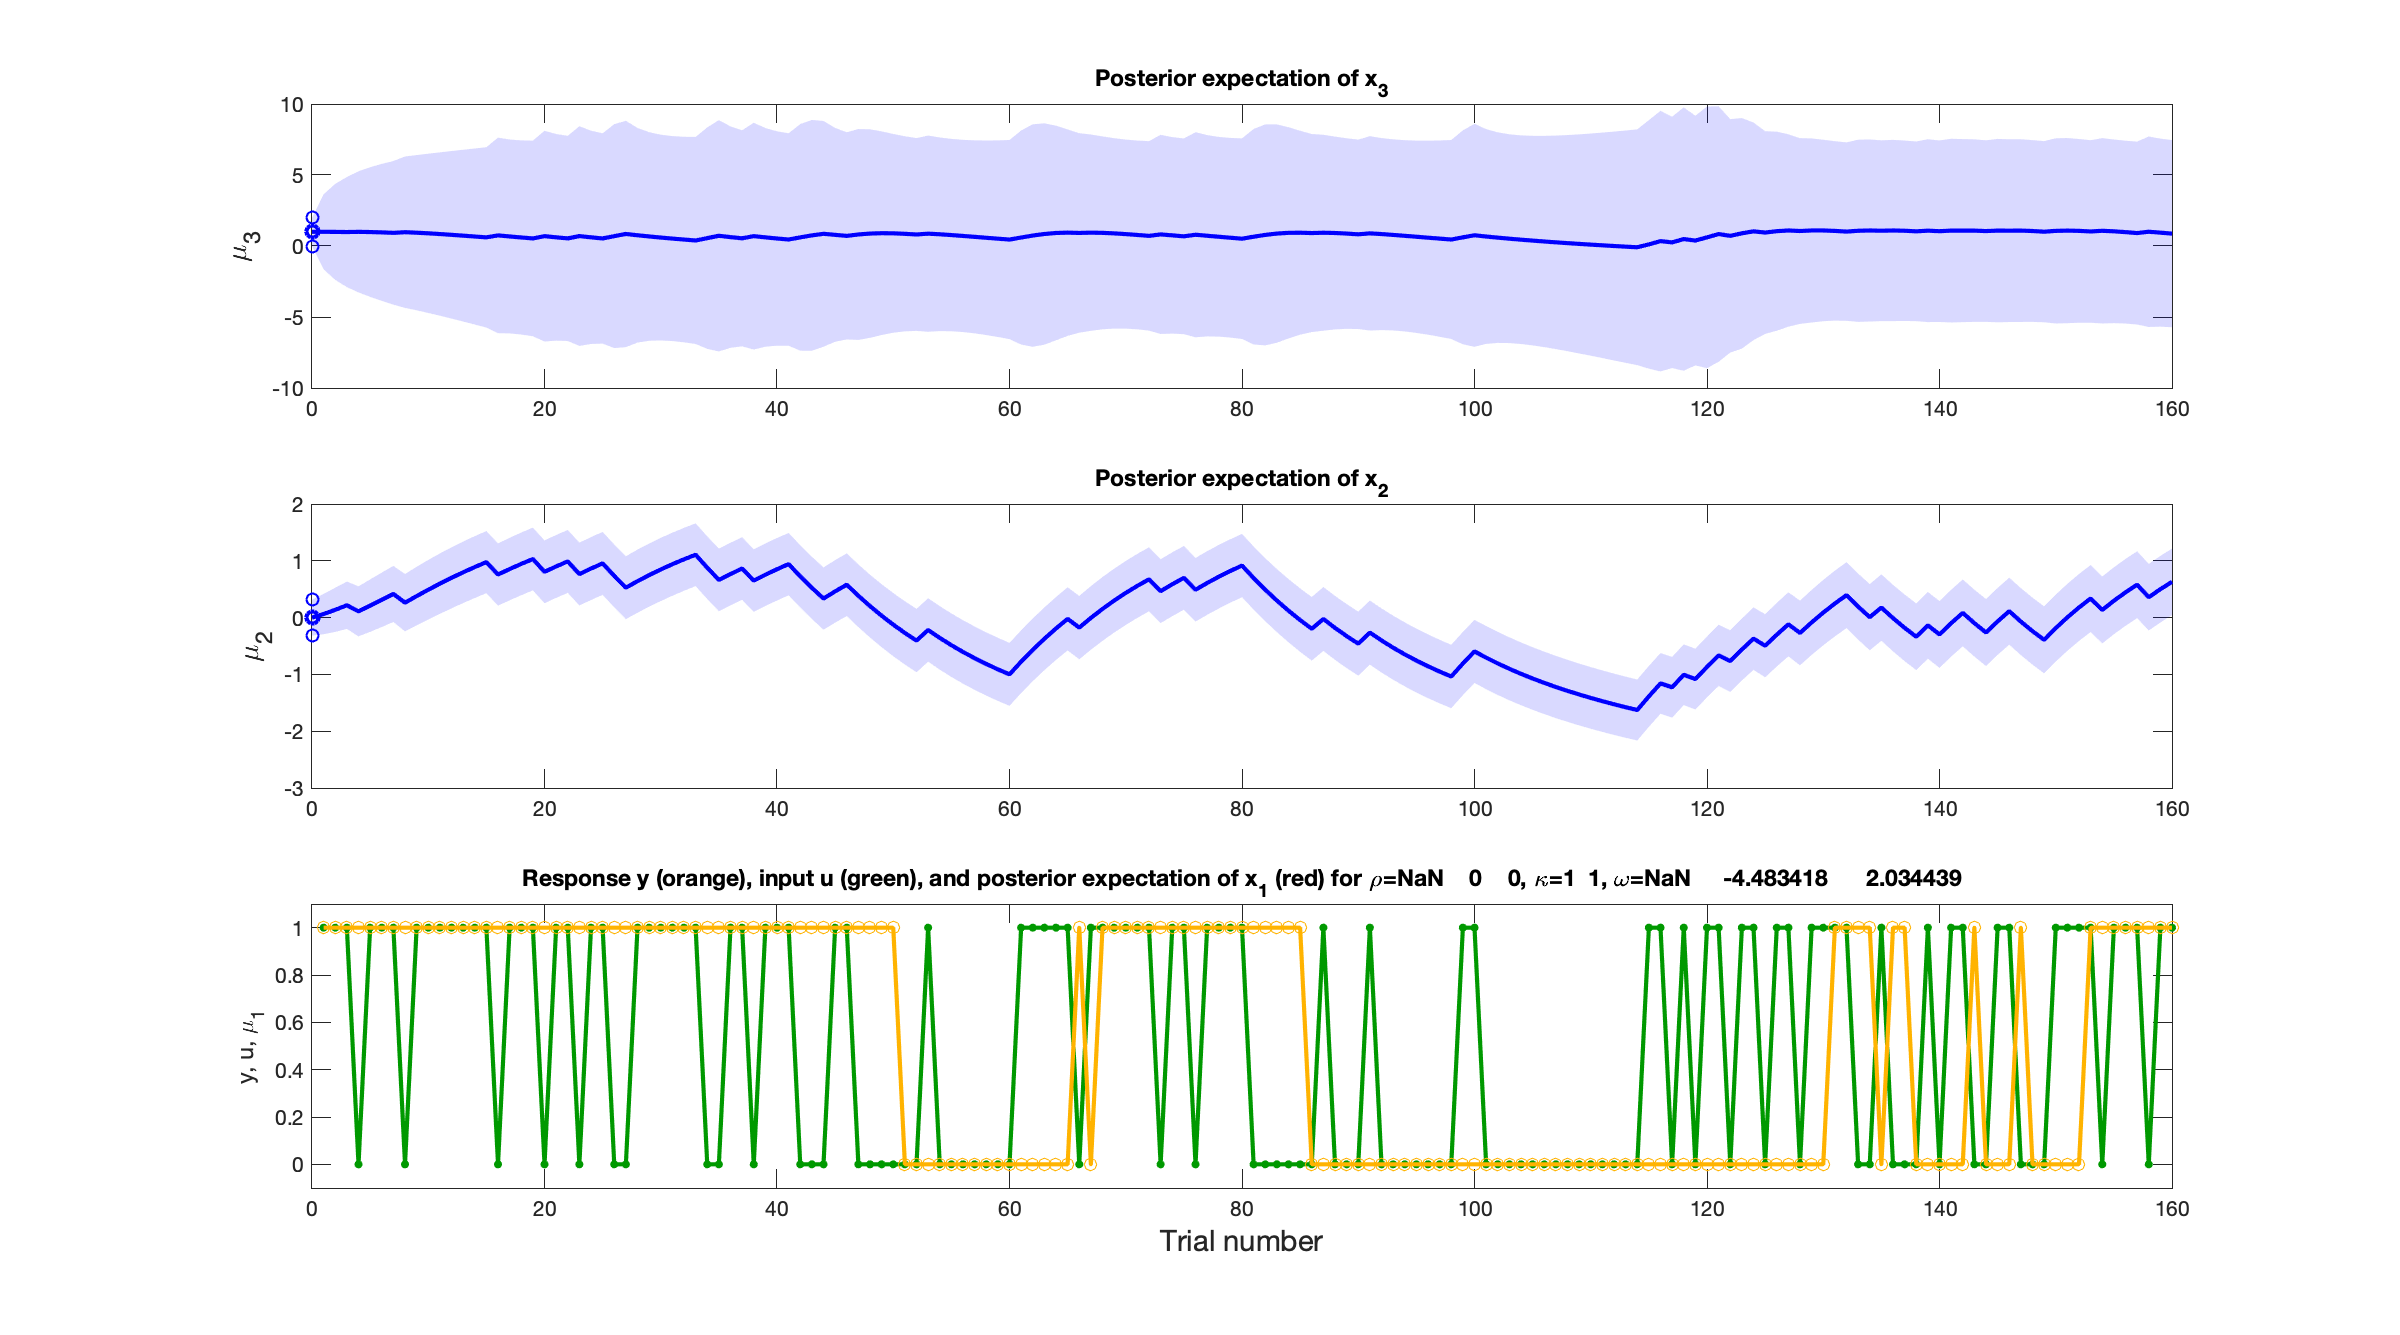 Posterior expectation of x3
10
5
0
-5
-10
μ3
0 20 40 60 80 100 120 140 160
Posterior expectation of x2
2
1
0
-1
-2
-3
μ2
0 20 40 60 80 100 120 140 160
Response y (orange), input u (green), and posterior expectation of x1 (red) for ρ=NaN 0 0, κ=1 1, ω=NaN -4.483418 2.034439
1
0.8
0.6
0.4
0.2
0
y, u, μ1
0 20 40 60 80 100 120 140 160
Trial number